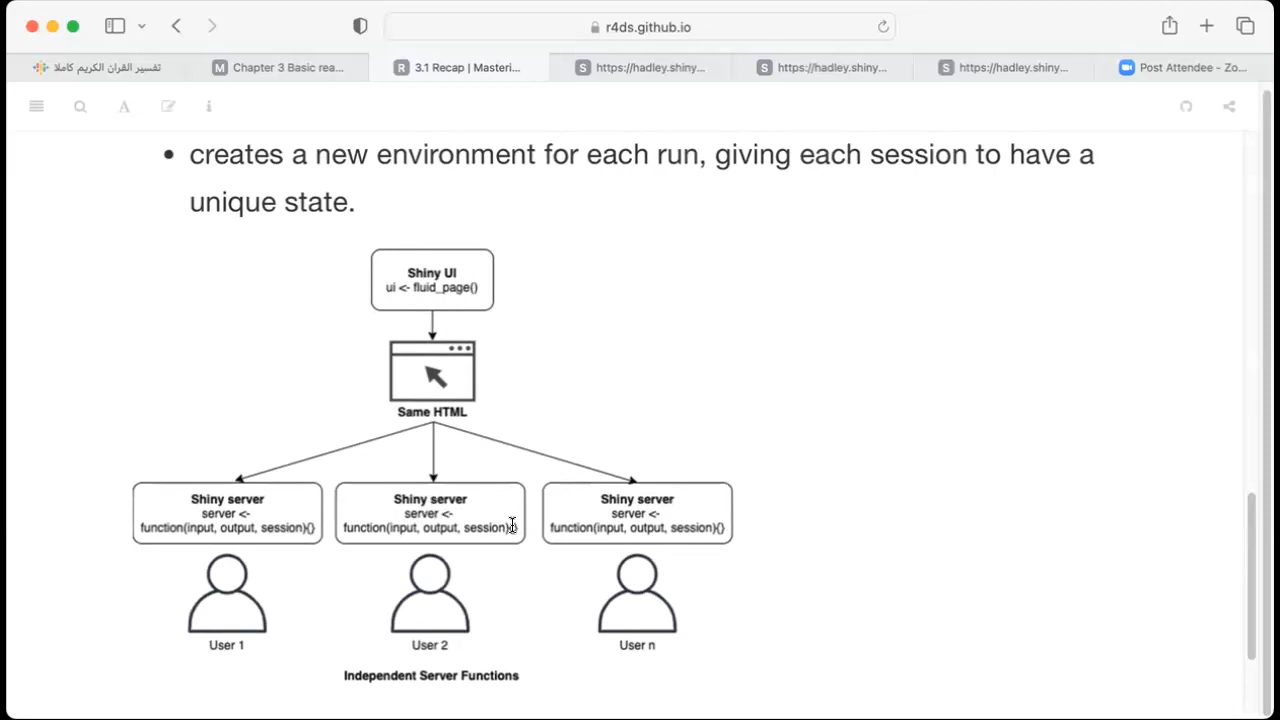 r4ds.github.io
تفسير القران الكريم كاملا
M Chapter 3 Basic rea...
R 3.1 Recap | Masteri...
S https://hadley.shiny...
S https://hadley.shiny...
S https://hadley.shiny...
Post Attendee - Zo...
A
i
• creates a new environment for each run, giving each session to have a
unique state.
Shiny UI
ui <- fluid_page()
Same HTML
Shiny server
server <-
function(input, output, session){}
Shiny server
server <-
function(input, output, session){}
Shiny server
server <-
function(input, output, session){}
User 1
User 2
User n
Independent Server Functions